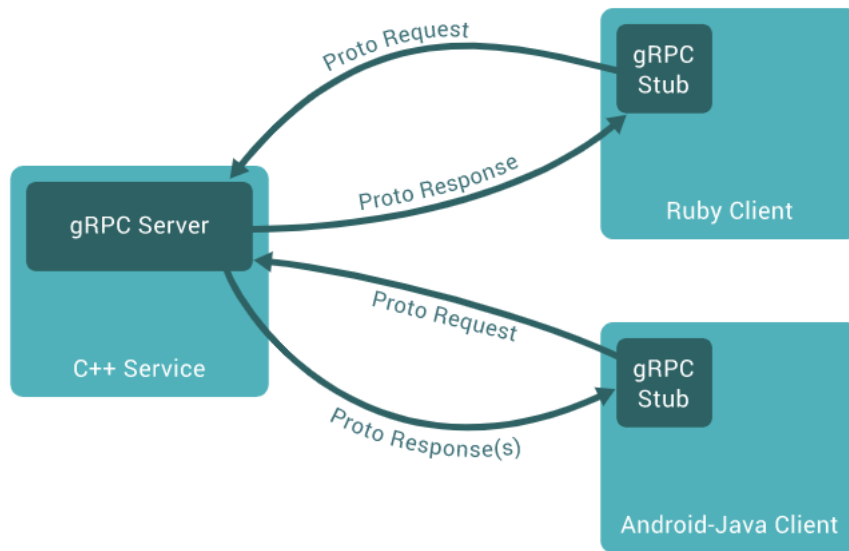 Proto Request
gRPC
Stub
Proto Response
Ruby Client
gRPC Server
C++ Service
Proto Request
gRPC
Stub
Proto Response(s)
Android-Java Client